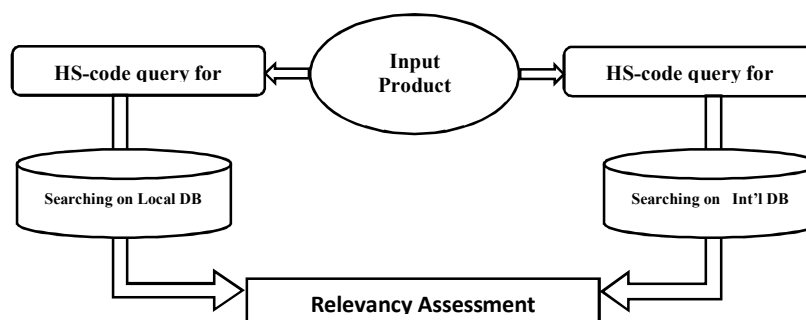 Input
Product
HS-code query for
HS-code query for
Searching on Local DB
Searching on Int'l DB
Relevancy Assessment